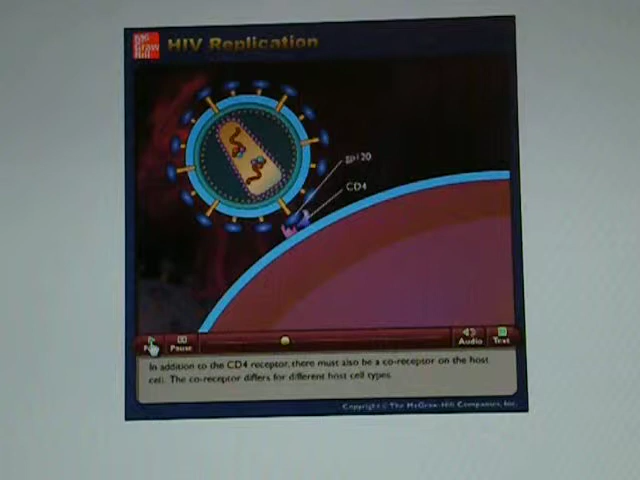 Mc
Graw
Hill
HIV Replication
gp120
CD4
Play
Pause
Audio
Text
In addition to the CD4 receptor, there must also be a co-receptor on the host
cell. The co-receptor differs for different host cell types.
Copyright © The McGraw-Hill Companies, Inc.